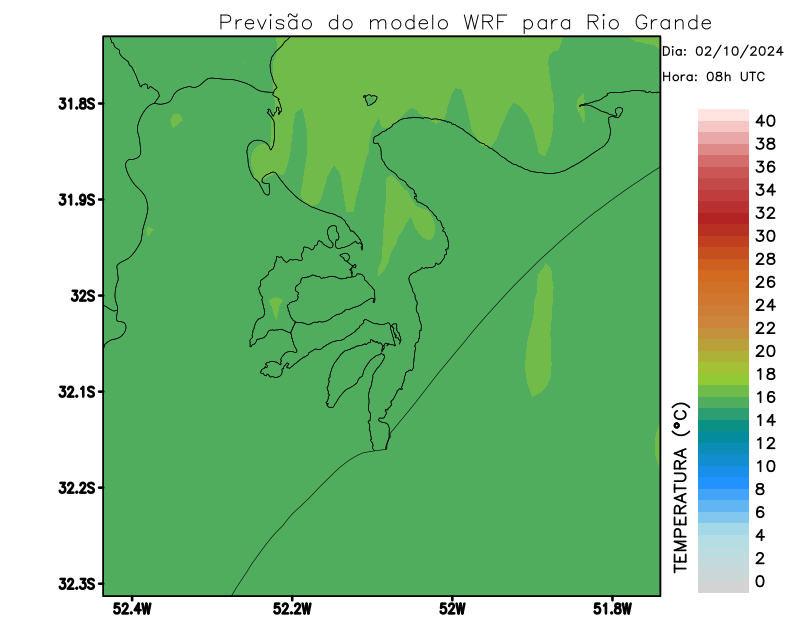 Previsão do modelo WRF para Rio Grande
Dia: 02/10/2024
Hora: 08h UTC
31.8S
31.9S
32S
32.1S
32.2S
32.3S
52.4W
52.2W
52W
51.8W
TEMPERATURA (°C)
40
38
36
34
32
30
28
26
24
22
20
18
16
14
12
10
8
6
4
2
0